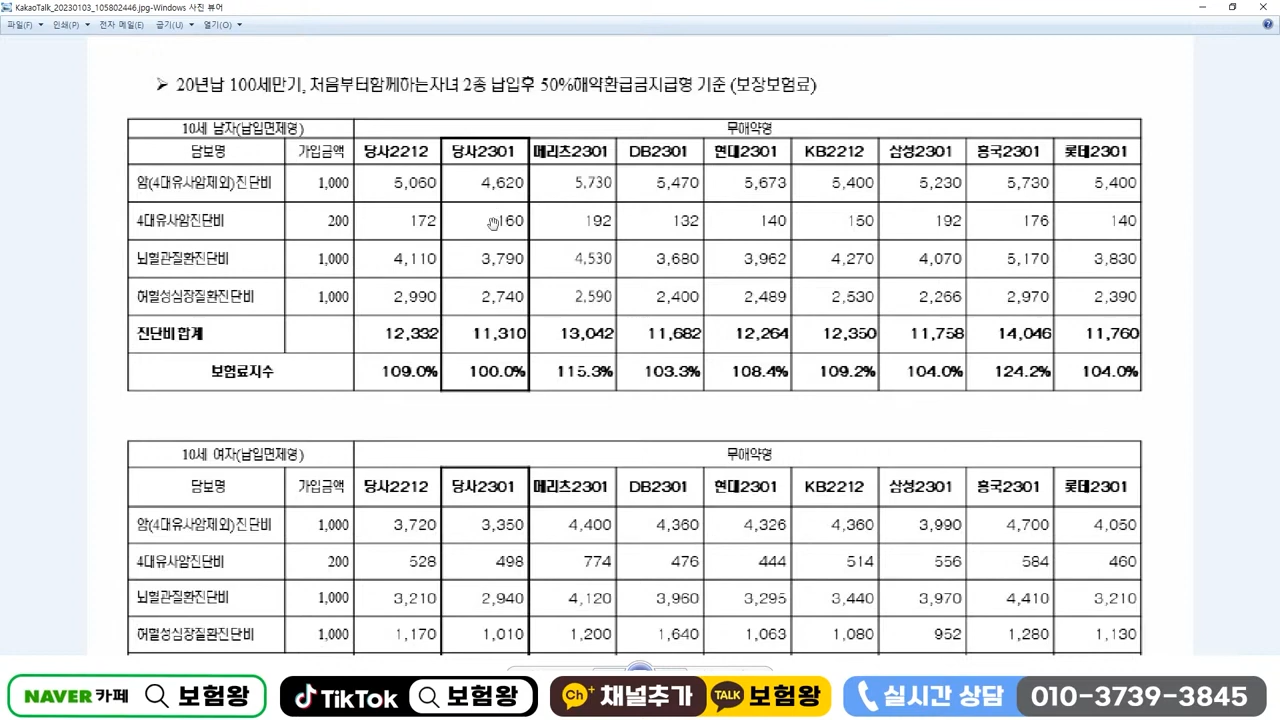 KakaoTalk_20230103_105802446.jpg-Windows 사진 뷰어
파일(F) 인쇄(P) 전자 메일(E) 굽기(U) 열기(O)
➢ 20년납 100세만기, 처음부터함께하는자녀 2종 납입후 50%해약환급금지급형 기준 (보장보험료)
10세 남자(납입면제형) 무해약형
담보명 가입금액 당사2212 당사2301 메리츠2301 DB2301 현대2301 KB2212 삼성2301 흥국2301 롯데2301
암(4대유사암제외)진단비 1,000 5,060 4,620 5,730 5,470 5,673 5,400 5,230 5,730 5,400
4대유사암진단비 200 172 160 192 132 140 150 192 176 140
뇌혈관질환진단비 1,000 4,110 3,790 4,530 3,680 3,962 4,270 4,070 5,170 3,830
허혈성심장질환진단비 1,000 2,990 2,740 2,590 2,400 2,489 2,530 2,266 2,970 2,390
진단비 합계 12,332 11,310 13,042 11,682 12,264 12,350 11,758 14,046 11,760
보험료지수 109.0% 100.0% 115.3% 103.3% 108.4% 109.2% 104.0% 124.2% 104.0%
10세 여자(납입면제형) 무해약형
담보명 가입금액 당사2212 당사2301 메리츠2301 DB2301 현대2301 KB2212 삼성2301 흥국2301 롯데2301
암(4대유사암제외)진단비 1,000 3,720 3,350 4,400 4,360 4,326 4,360 3,990 4,700 4,050
4대유사암진단비 200 528 498 774 476 444 514 556 584 460
뇌혈관질환진단비 1,000 3,210 2,940 4,120 3,960 3,295 3,440 3,970 4,410 3,210
허혈성심장질환진단비 1,000 1,170 1,010 1,200 1,640 1,063 1,080 952 1,280 1,130
NAVER 카페 보험왕 TikTok 보험왕 Ch+ 채널추가 TALK 보험왕 실시간 상담 010-3739-3845